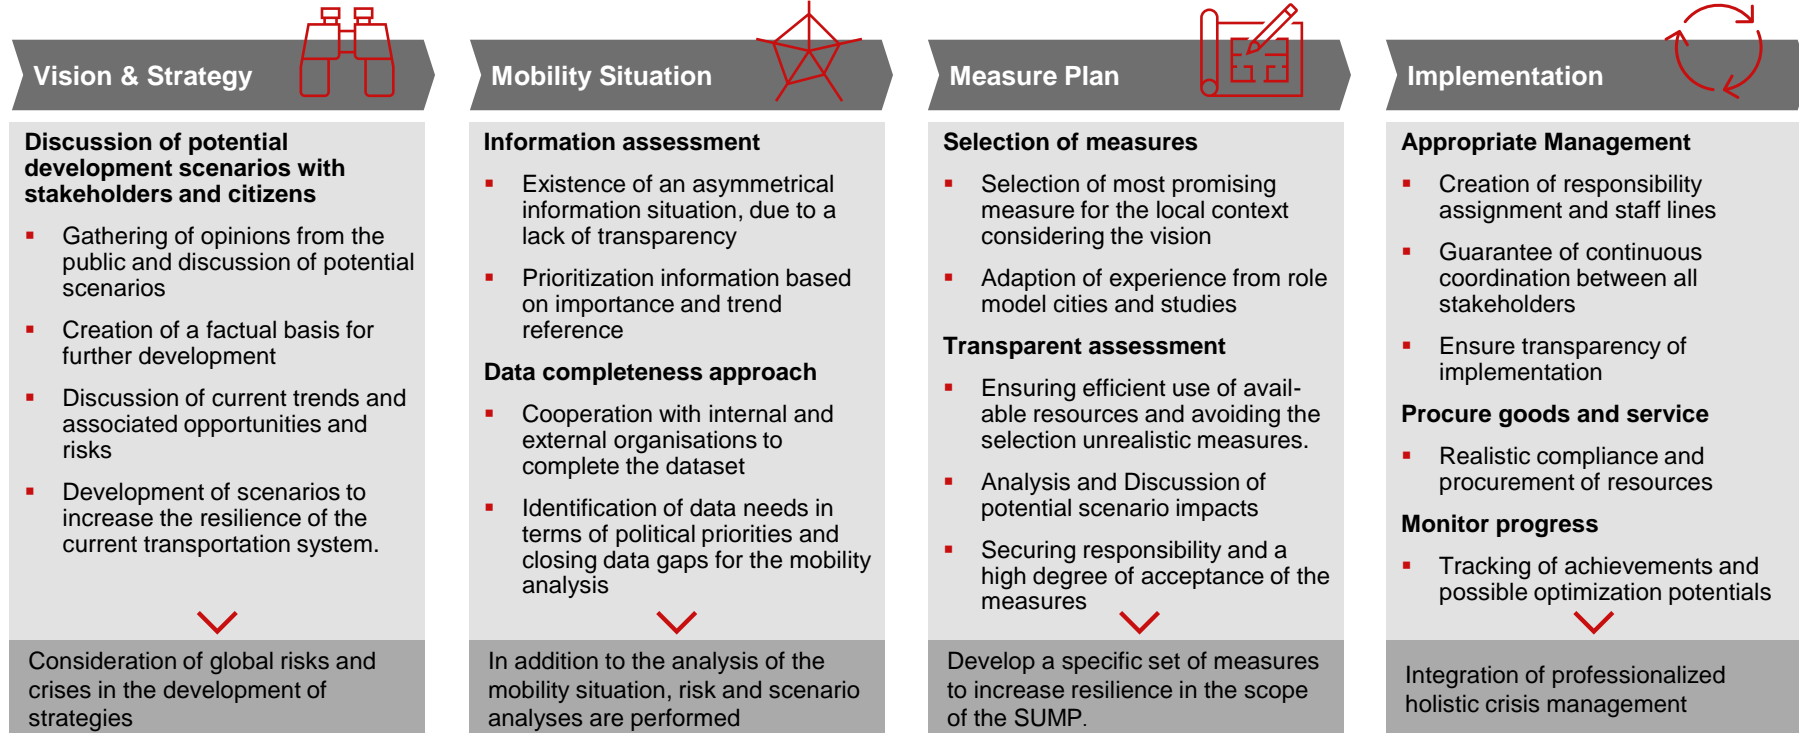 Vision & Strategy
Discussion of potential
development scenarios with
stakeholders and citizens
▪ Gathering of opinions from the
public and discussion of potential
scenarios
▪ Creation of a factual basis for
further development
▪ Discussion of current trends and
associated opportunities and
risks
▪ Development of scenarios to
increase the resilience of the
current transportation system.
Consideration of global risks and
crises in the development of
strategies
Mobility Situation
Information assessment
▪ Existence of an asymmetrical
information situation, due to a
lack of transparency
▪ Prioritization information based
on importance and trend
reference
Data completeness approach
▪ Cooperation with internal and
external organisations to
complete the dataset
▪ Identification of data needs in
terms of political priorities and
closing data gaps for the mobility
analysis
In addition to the analysis of the
mobility situation, risk and scenario
analyses are performed
Measure Plan
Selection of measures
▪ Selection of most promising
measure for the local context
considering the vision
▪ Adaption of experience from role
model cities and studies
Transparent assessment
▪ Ensuring efficient use of avail-
able resources and avoiding the
selection unrealistic measures.
▪ Analysis and Discussion of
potential scenario impacts
▪ Securing responsibility and a
high degree of acceptance of the
measures
Develop a specific set of measures
to increase resilience in the scope
of the SUMP.
Implementation
Appropriate Management
▪ Creation of responsibility
assignment and staff lines
▪ Guarantee of continuous
coordination between all
stakeholders
▪ Ensure transparency of
implementation
Procure goods and service
▪ Realistic compliance and
procurement of resources
Monitor progress
▪ Tracking of achievements and
possible optimization potentials
Integration of professionalized
holistic crisis management